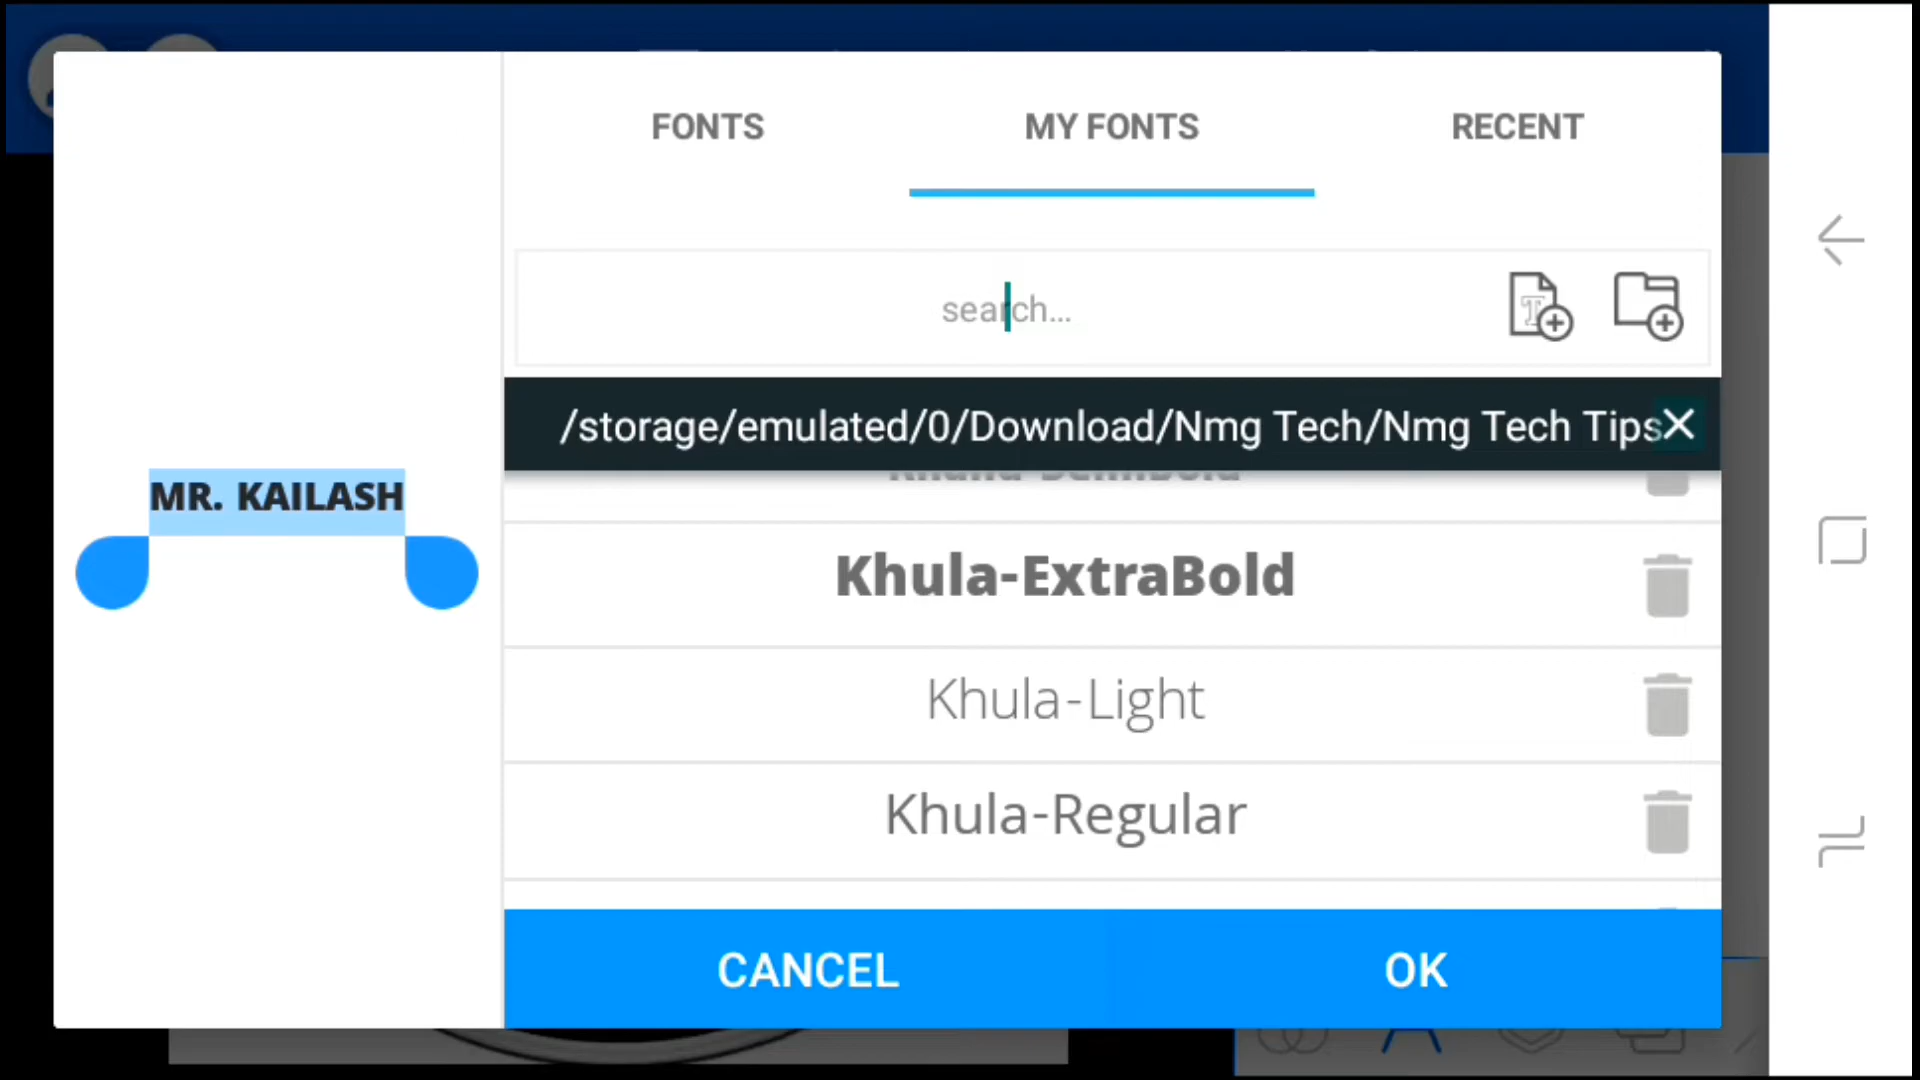 FONTS
MY FONTS
RECENT
search...
/storage/emulated/0/Download/Nmg Tech/Nmg Tech Tips
MR. KAILASH
Khula-ExtraBold
Khula-Light
Khula-Regular
CANCEL
OK